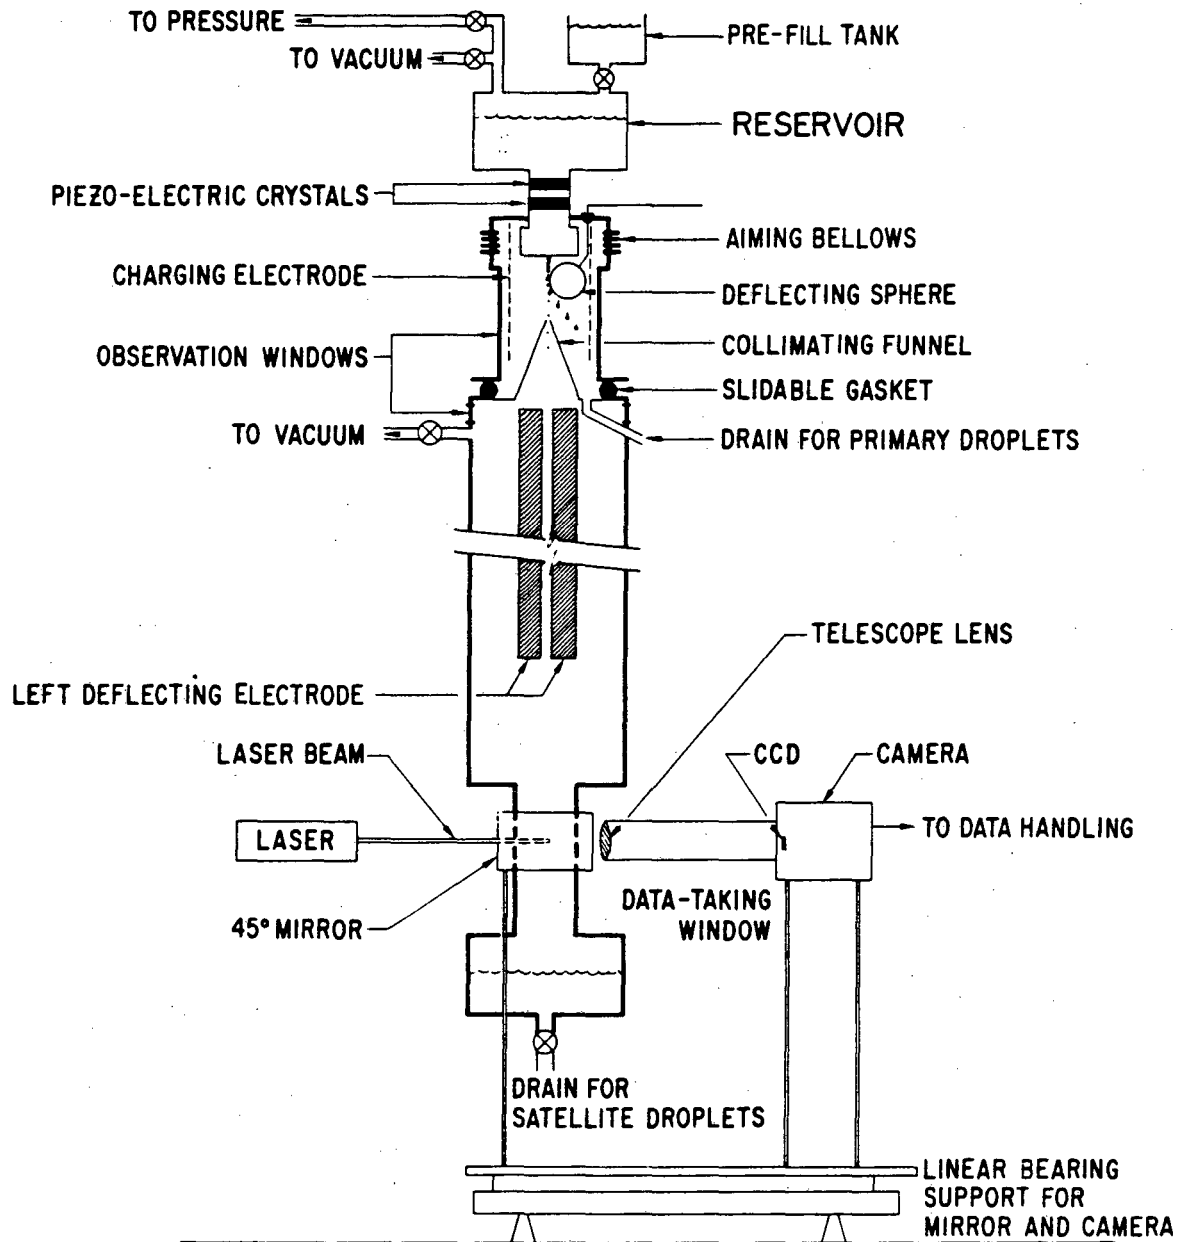 TO PRESSURE
PRE-FILL TANK
TO VACUUM
RESERVOIR
PIEZO-ELECTRIC CRYSTALS
AIMING BELLOWS
CHARGING ELECTRODE
DEFLECTING SPHERE
COLLIMATING FUNNEL
OBSERVATION WINDOWS
SLIDABLE GASKET
TO VACUUM
DRAIN FOR PRIMARY DROPLETS
TELESCOPE LENS
LEFT DEFLECTING ELECTRODE
LASER BEAM
CCD
CAMERA
LASER
TO DATA HANDLING
DATA-TAKING
WINDOW
45° MIRROR
DRAIN FOR
SATELLITE DROPLETS
LINEAR BEARING
SUPPORT FOR
MIRROR AND CAMERA